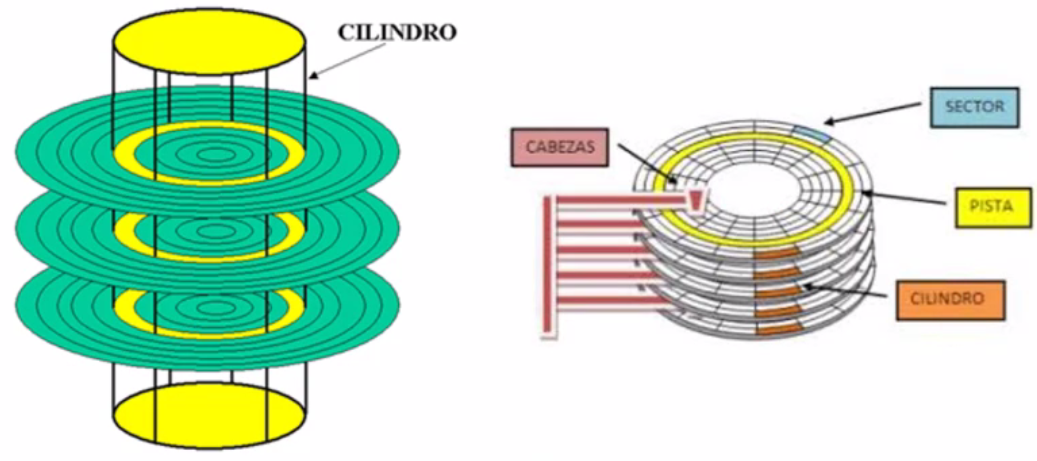 CILINDRO
SECTOR
CABEZAS
PISTA
CILINDRO